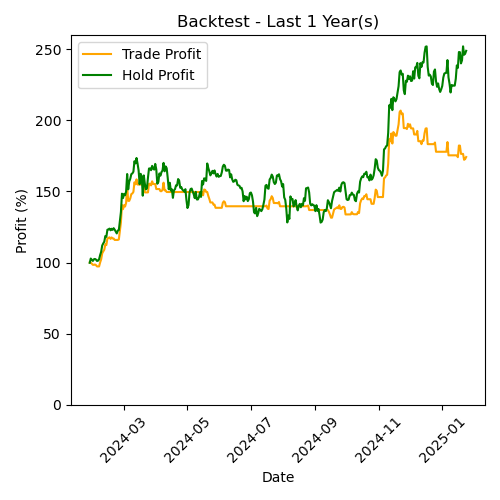 Backtest - Last 1 Year(s)
Trade Profit
Hold Profit
Profit (%)
250
200
150
100
50
0
2024-03
2024-05
2024-07
2024-09
2024-11
2025-01
Date